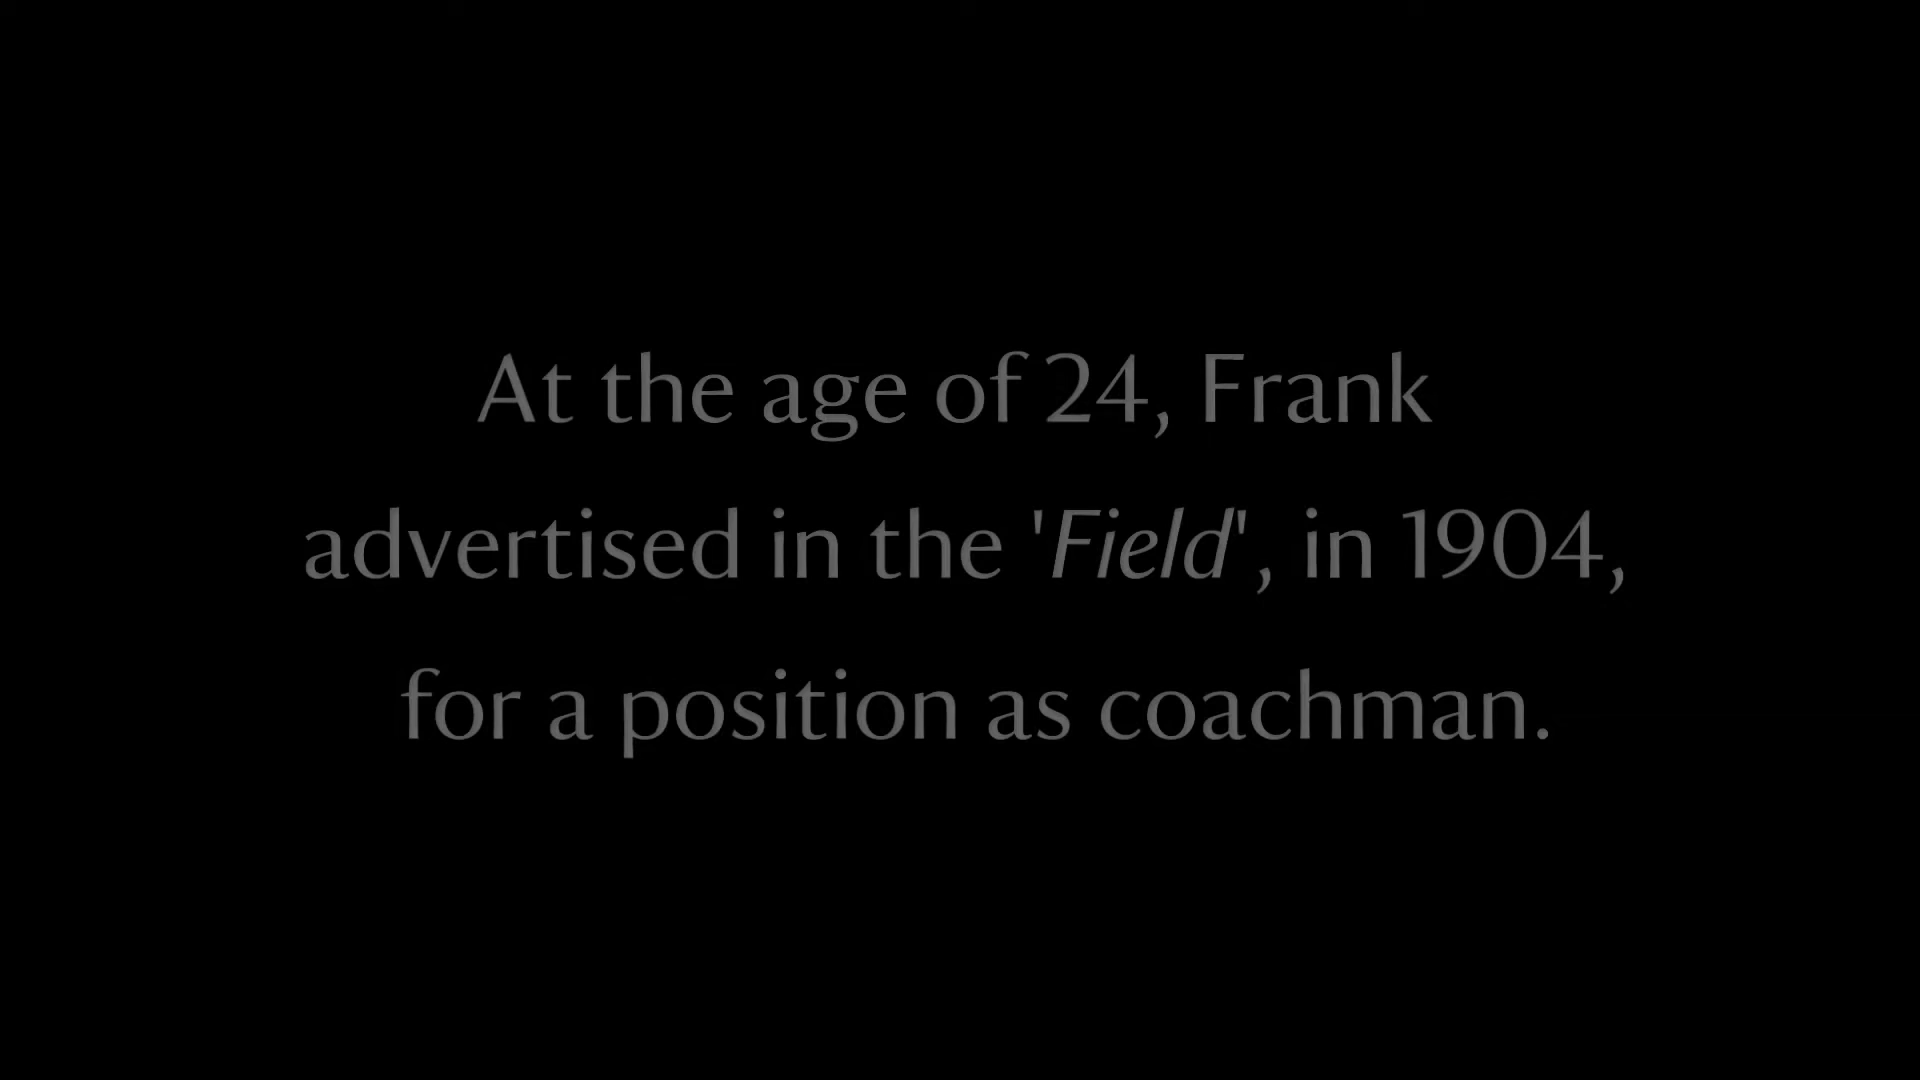 At the age of 24, Frank
advertised in the 'Field', in 1904,
for a position as coachman.